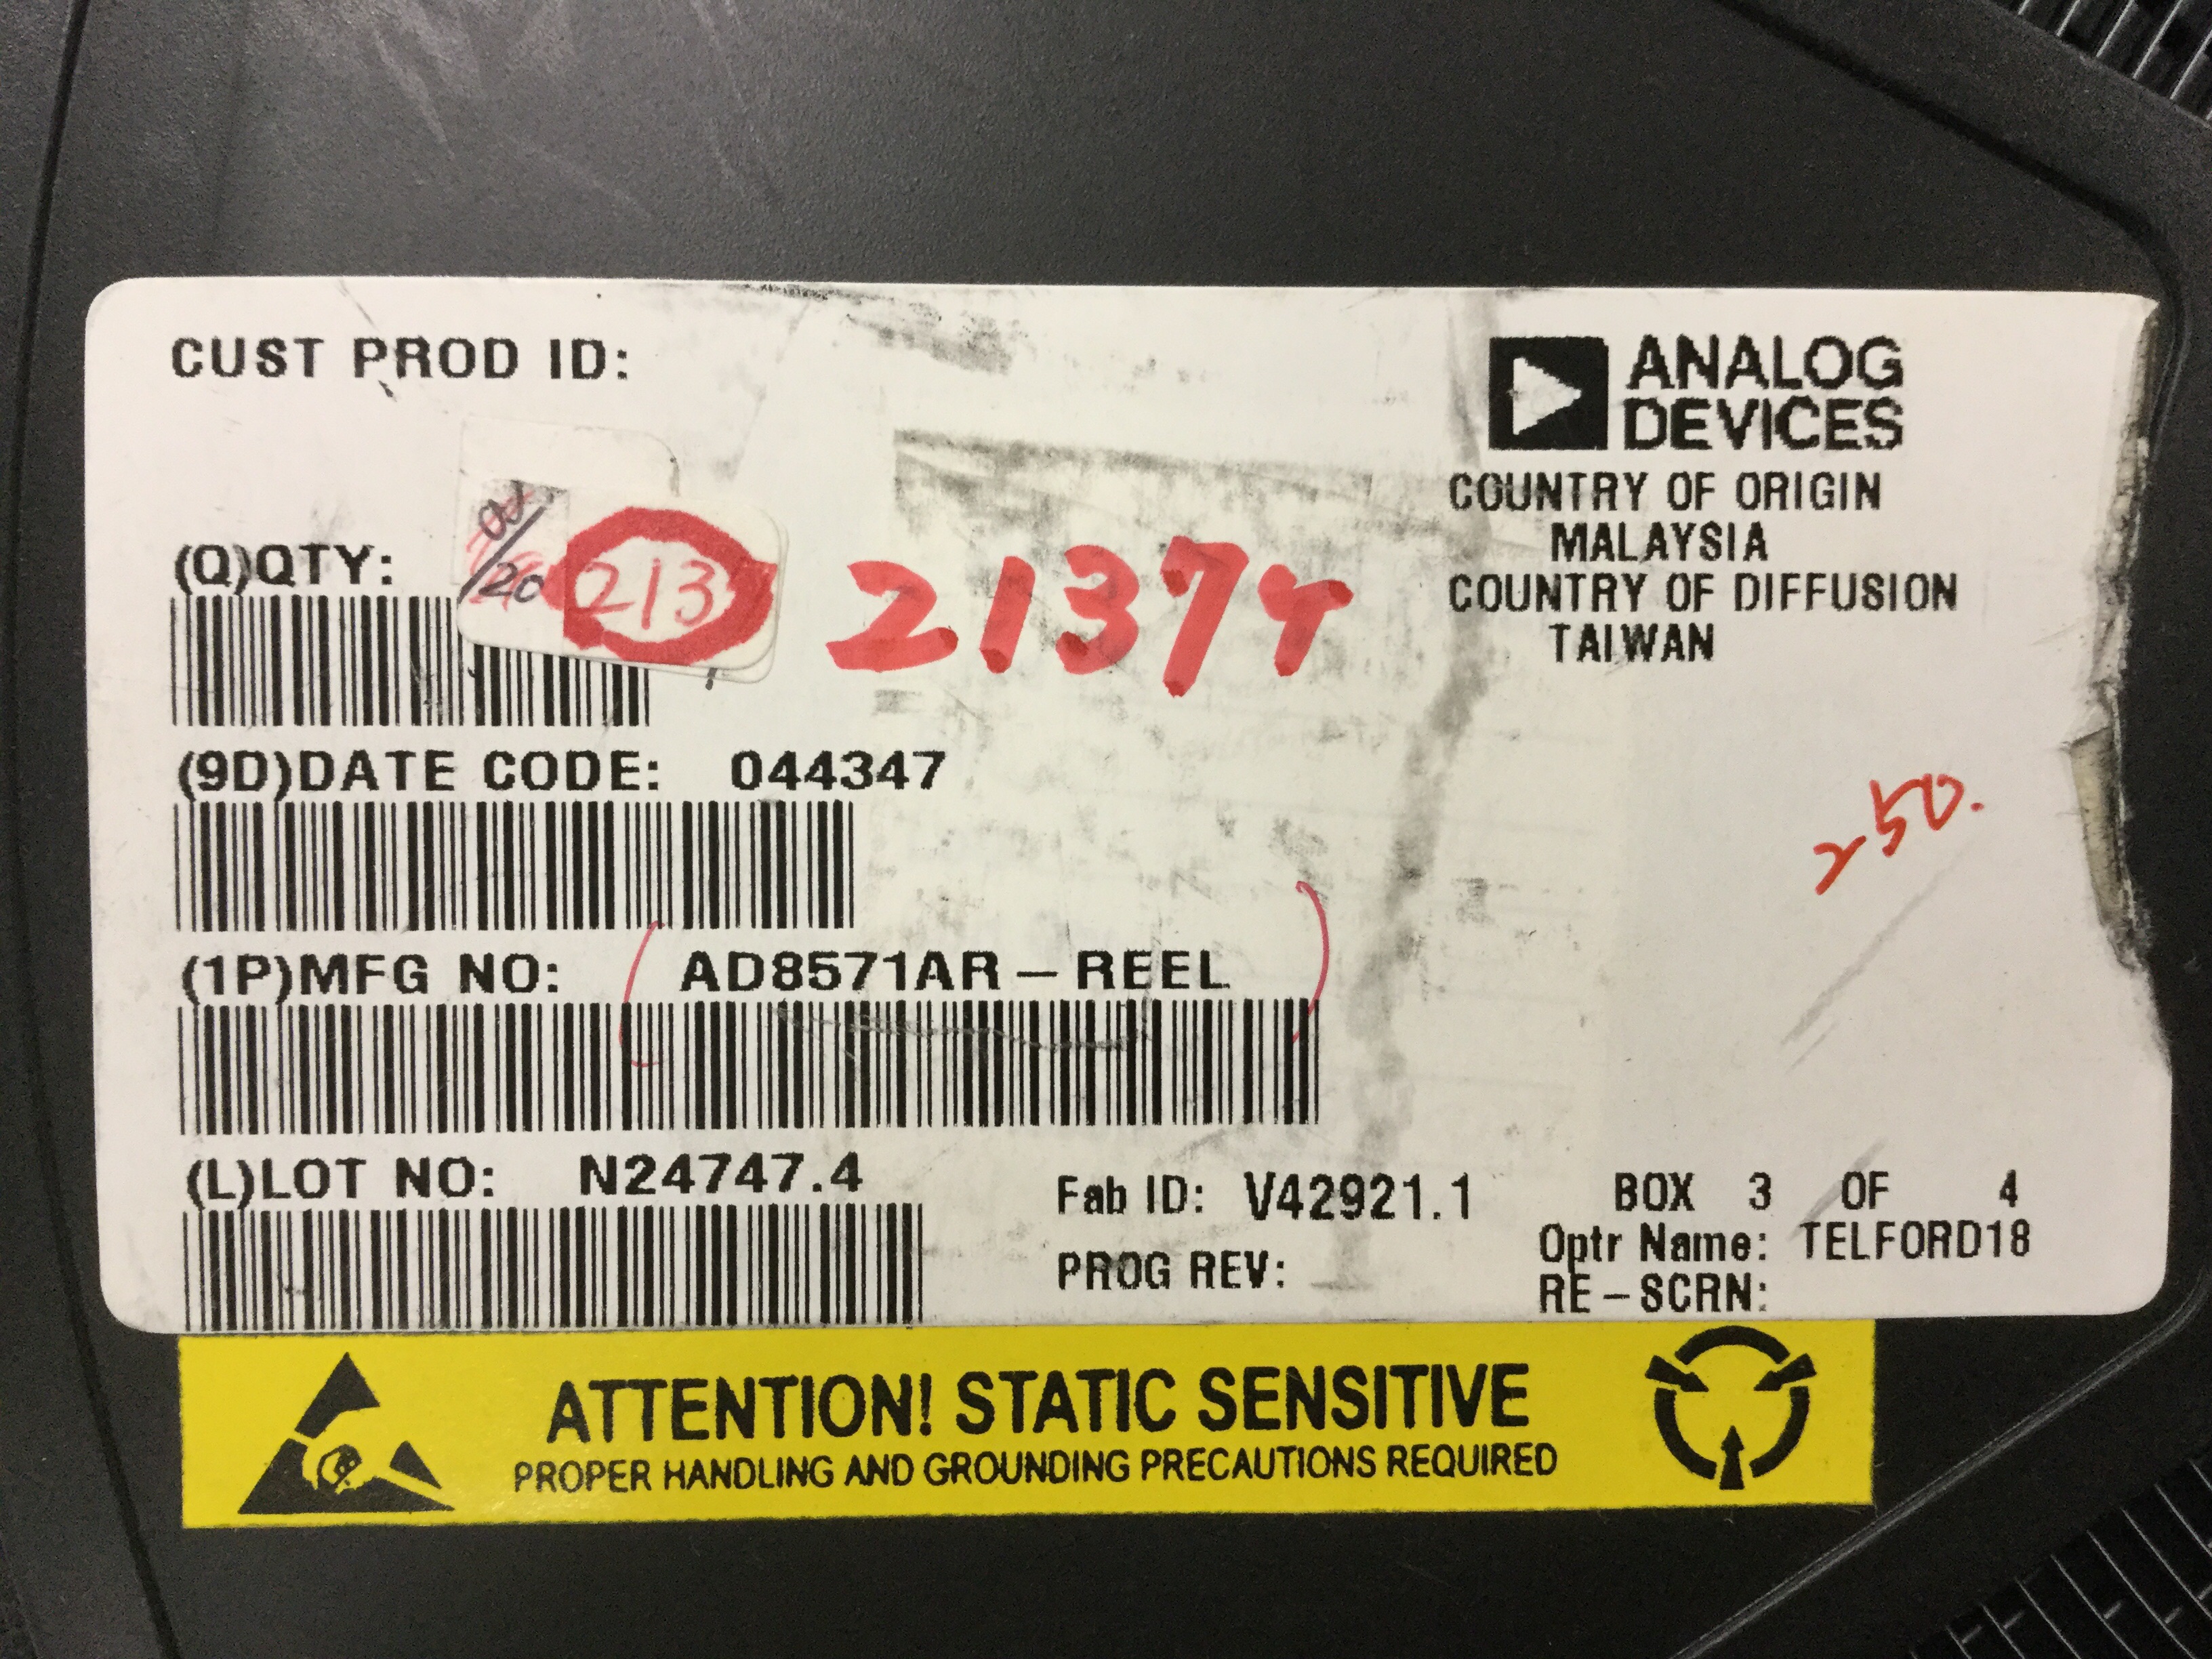 CUST PROD ID:
ANALOG
DEVICES
COUNTRY OF ORIGIN
MALAYSIA
COUNTRY OF DIFFUSION
TAIWAN
(Q)QTY:
/20
213
250.
(9D)DATE CODE: 044347
(1P)MFG NO: AD8571AR-REEL
(L)LOT NO: N24747.4
Fab ID: V42921.1
PROG REV:
BOX 3 OF 4
Optr Name: TELFORD18
RE-SCRN:
ATTENTION! STATIC SENSITIVE
PROPER HANDLING AND GROUNDING PRECAUTIONS REQUIRED